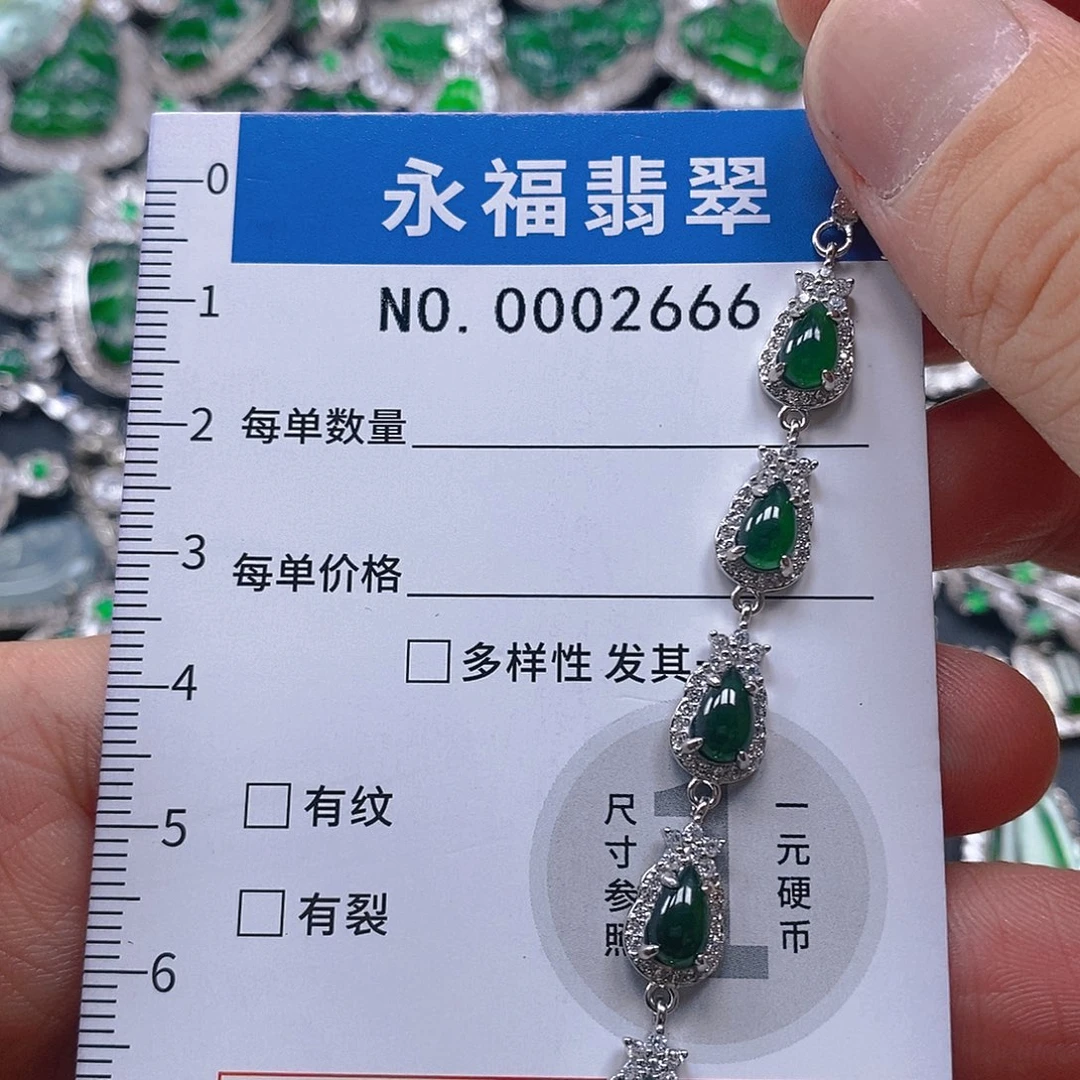 永福翡翠
0
NO. 0002666
1
2
每单数量
3
每单价格
4
□多样性 发其
5
□有纹
尺寸参照
一元硬币
1
□有裂
6